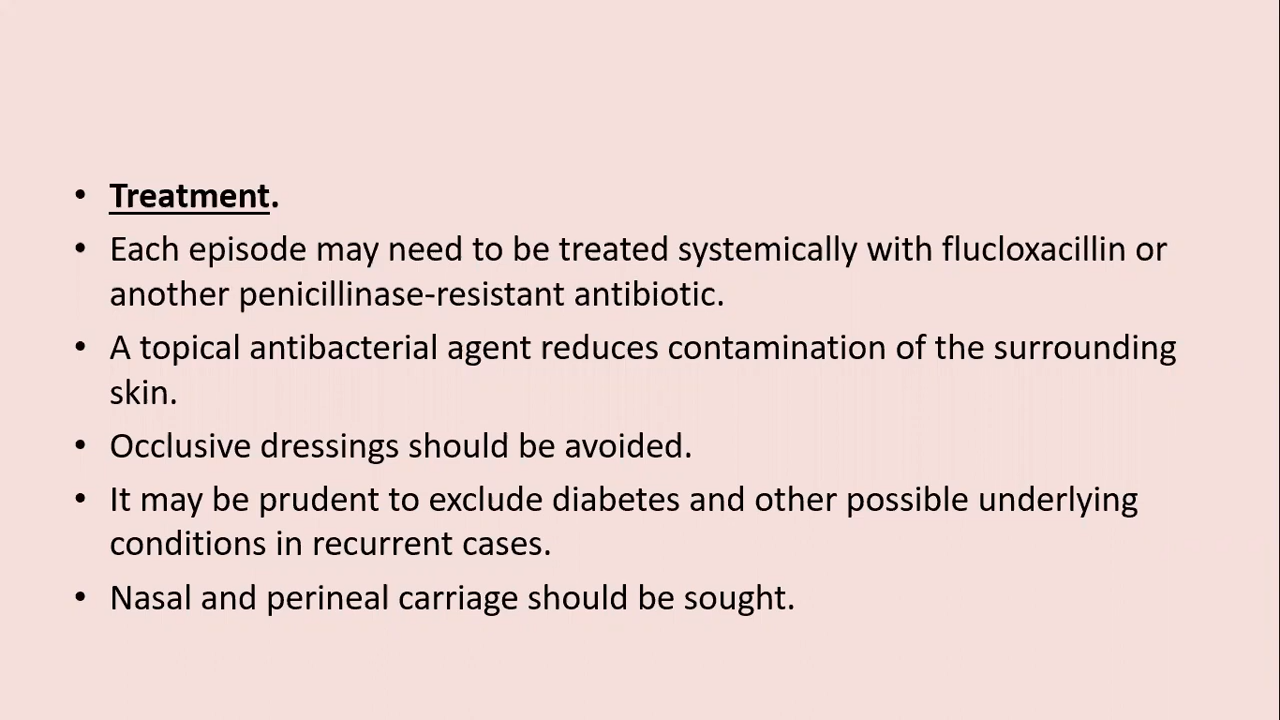 • Treatment.
• Each episode may need to be treated systemically with flucloxacillin or
another penicillinase-resistant antibiotic.
• A topical antibacterial agent reduces contamination of the surrounding
skin.
• Occlusive dressings should be avoided.
• It may be prudent to exclude diabetes and other possible underlying
conditions in recurrent cases.
• Nasal and perineal carriage should be sought.